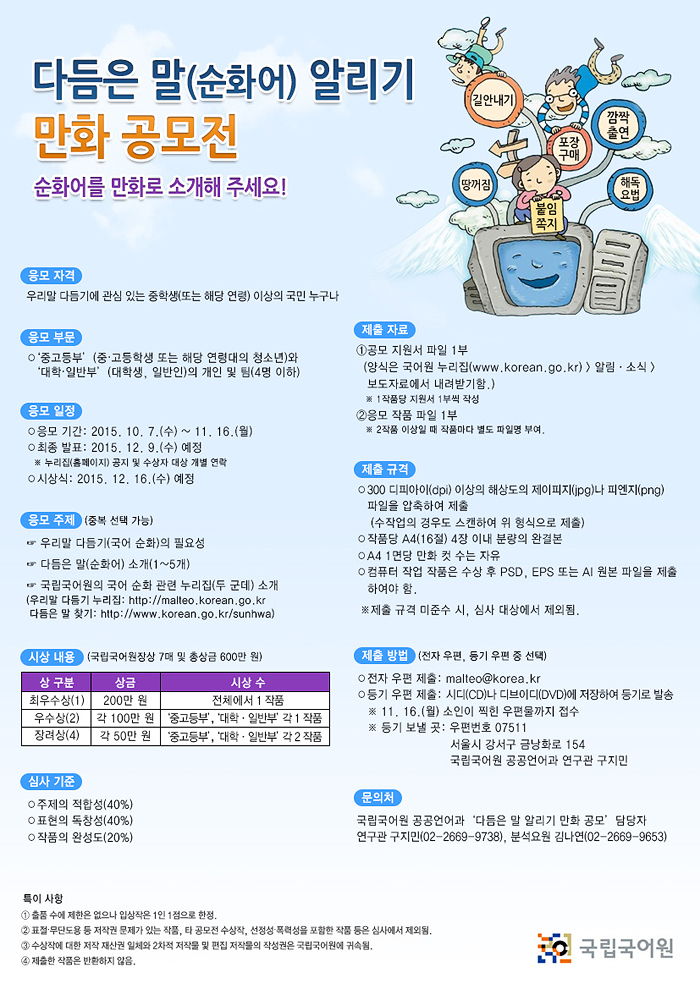 다듬은 말(순화어) 알리기
만화 공모전
순화어를 만화로 소개해 주세요!
길안내기
깜짝
출연
포장
구매
땅꺼짐
해독
요법
붙임
쪽지
응모 자격
우리말 다듬기에 관심 있는 중학생(또는 해당 연령) 이상의 국민 누구나
응모 부문
○‘중고등부’(중·고등학생 또는 해당 연령대의 청소년)와
‘대학·일반부’(대학생, 일반인)의 개인 및 팀(4명 이하)
응모 일정
○응모 기간: 2015. 10. 7.(수) ~ 11. 16.(월)
○최종 발표: 2015. 12. 9.(수) 예정
※ 누리집(홈페이지) 공지 및 수상자 대상 개별 연락
○시상식: 2015. 12. 16.(수) 예정
응모 주제 (중복 선택 가능)
☞ 우리말 다듬기(국어 순화)의 필요성
☞ 다듬은 말(순화어) 소개(1~5개)
☞ 국립국어원의 국어 순화 관련 누리집(두 군데) 소개
(우리말 다듬기 누리집: http://malteo.korean.go.kr
다듬은 말 찾기: http://www.korean.go.kr/sunhwa)
시상 내용 (국립국어원장상 7매 및 총상금 600만 원)
상 구분 상금 시상 수
최우수상(1) 200만 원 전체에서 1작품
우수상(2) 각 100만 원 ‘중고등부’, ‘대학·일반부’ 각 1작품
장려상(4) 각 50만 원 ‘중고등부’, ‘대학·일반부’ 각 2작품
심사 기준
○주제의 적합성(40%)
○표현의 독창성(40%)
○작품의 완성도(20%)
제출 자료
①공모 지원서 파일 1부
(양식은 국어원 누리집(www.korean.go.kr) > 알림·소식 >
보도자료에서 내려받기함.)
※ 1작품당 지원서 1부씩 작성
②응모 작품 파일 1부
※ 2작품 이상일 때 작품마다 별도 파일명 부여.
제출 규격
○300 디피아이(dpi) 이상의 해상도의 제이피지(jpg)나 피엔지(png)
파일을 압축하여 제출
(수작업의 경우도 스캔하여 위 형식으로 제출)
○작품당 A4(16절) 4장 이내 분량의 완결본
○A4 1면당 만화 컷 수는 자유
○컴퓨터 작업 작품은 수상 후 PSD, EPS 또는 AI 원본 파일을 제출
하여야 함.
※제출 규격 미준수 시, 심사 대상에서 제외됨.
제출 방법 (전자 우편, 등기 우편 중 선택)
○전자 우편 제출: malteo@korea.kr
○등기 우편 제출: 시디(CD)나 디브이디(DVD)에 저장하여 등기로 발송
※ 11. 16.(월) 소인이 찍힌 우편물까지 접수
※ 등기 보낼 곳: 우편번호 07511
서울시 강서구 금낭화로 154
국립국어원 공공언어과 연구관 구지민
문의처
국립국어원 공공언어과 ‘다듬은 말 알리기 만화 공모’ 담당자
연구관 구지민(02-2669-9738), 분석요원 김나연(02-2669-9653)
특이 사항
① 출품 수에 제한은 없으나 입상작은 1인 1점으로 한정.
② 표절·무단도용 등 저작권 문제가 있는 작품, 타 공모전 수상작, 선정성·폭력성을 포함한 작품 등은 심사에서 제외됨.
③ 수상작에 대한 저작 재산권 일체와 2차적 저작물 및 편집 저작물의 작성권은 국립국어원에 귀속됨.
④ 제출한 작품은 반환하지 않음.
국립국어원